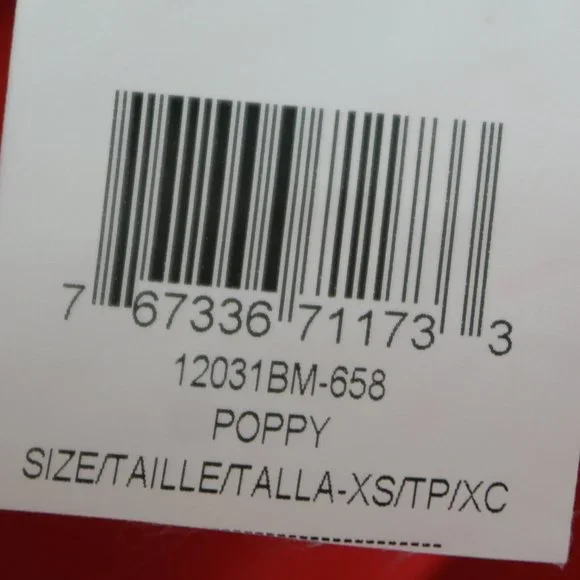 7 67336 71173 3
12031BM-658
POPPY
SIZE/TAILLE/TALLA-XS/TP/XC